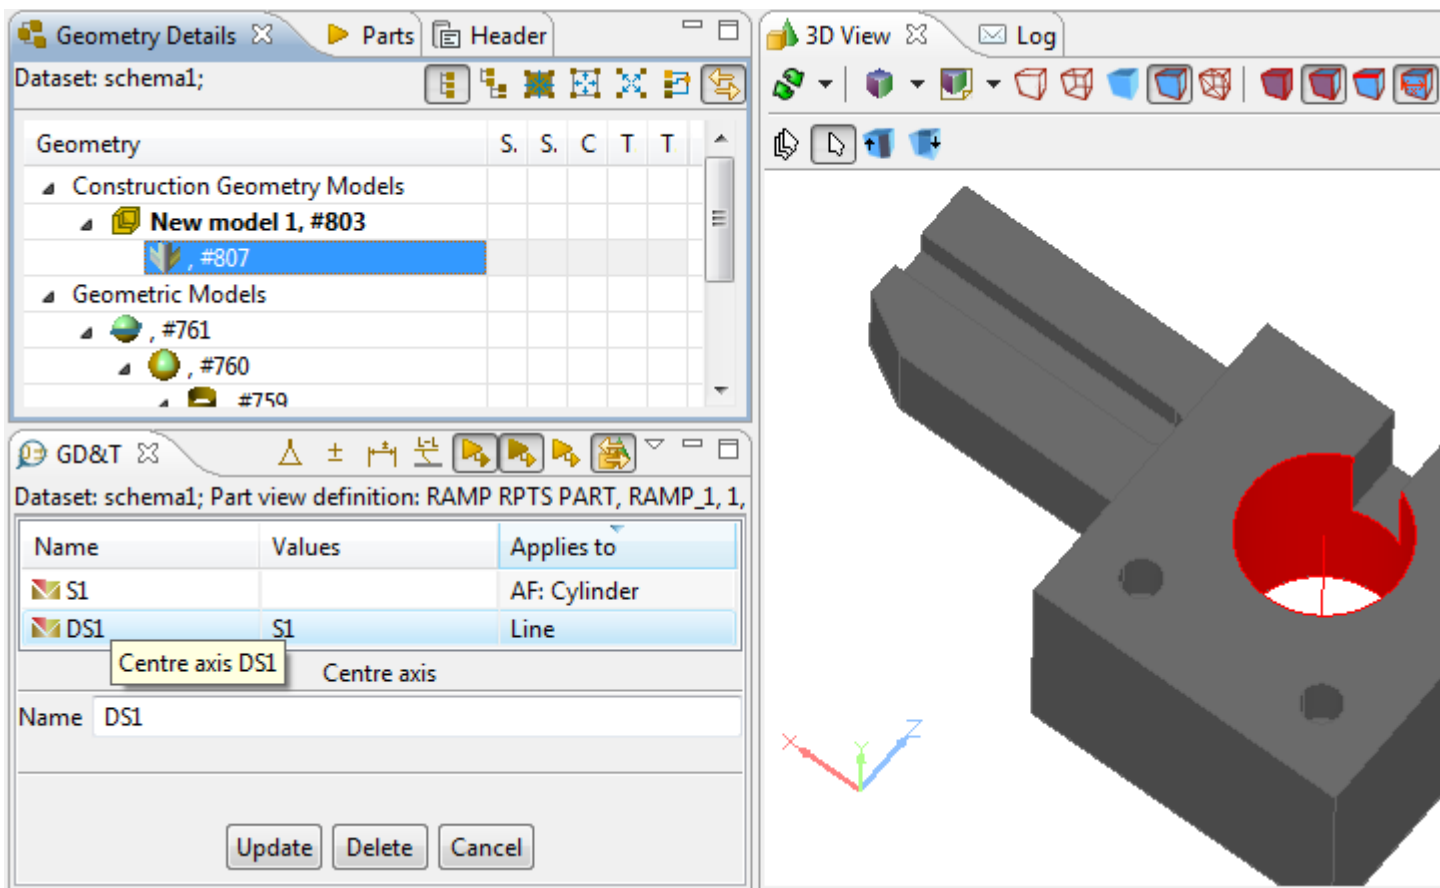 Geometry Details Parts Header
Dataset: schema1;
Geometry S. S. C T T
Construction Geometry Models
New model 1, #803
, #807
Geometric Models
, #761
, #760
#759
GD&T
Dataset: schema1; Part view definition: RAMP RPTS PART, RAMP_1, 1,
Name Values Applies to
S1 AF: Cylinder
DS1 S1 Line
Centre axis DS1
Centre axis
Name DS1
Update Delete Cancel
3D View Log
X Y Z